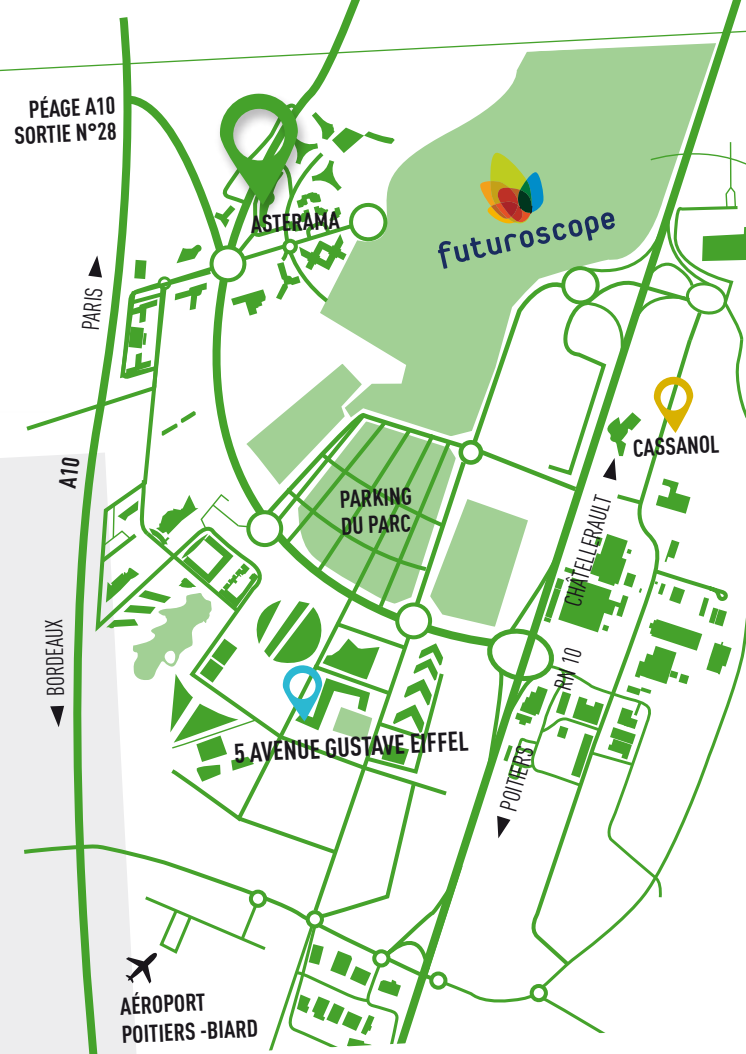 PÉAGE A10
SORTIE N°28
ASTERAMA
futuroscope
PARIS
A10
CASSANOL
PARKING
DU PARC
CHÂTELLERAULT
BORDEAUX
RN 10
5 AVENUE GUSTAVE EIFFEL
POITIERS
AÉROPORT
POITIERS -BIARD